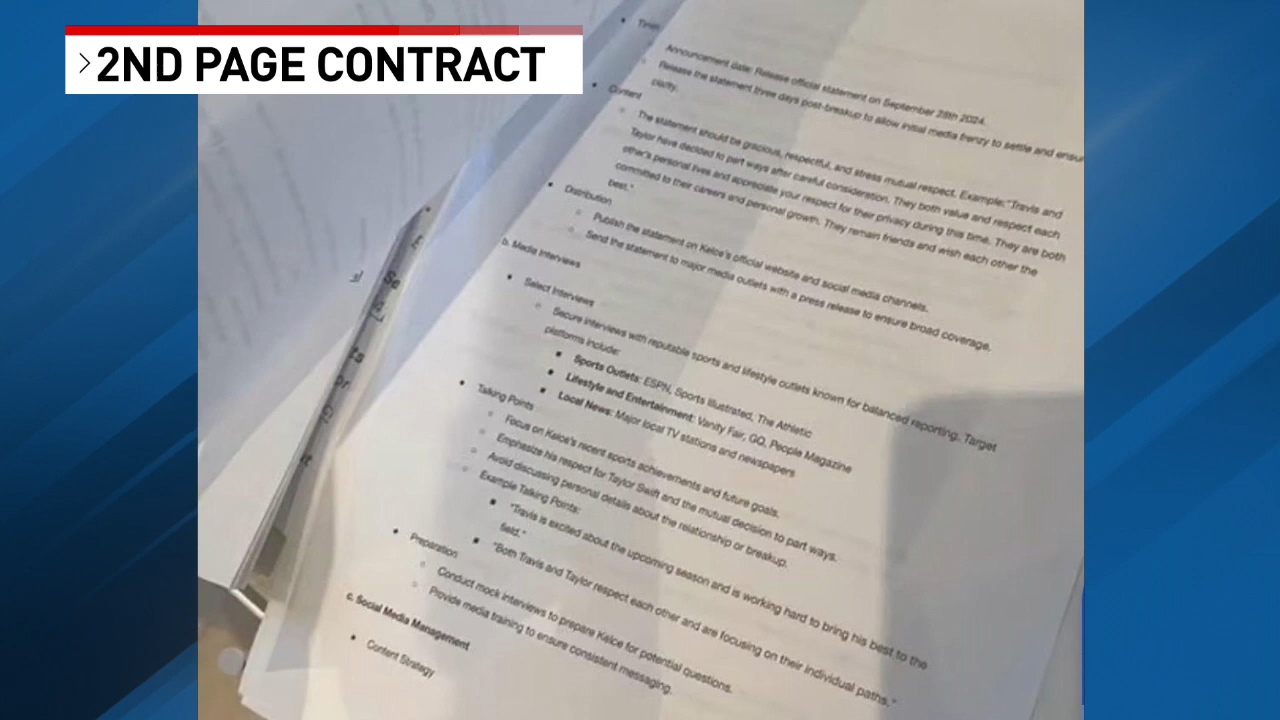 2ND PAGE CONTRACT
Announcement date: Release official statement on September 28th 2024.
Release the statement three days post-breakup to allow initial media frenzy to settle and ensur
clarity.
Content
The statement should be gracious, respectful, and stress mutual respect. Example: "Travis and
Taylor have decided to part ways after careful consideration. They both value and respect each
other's personal lives and appreciate your respect for their privacy during this time. They are both
committed to their careers and personal growth. They remain friends and wish each other the
best."
Distribution
Publish the statement on Kelce's official website and social media channels.
Send the statement to major media outlets with a press release to ensure broad coverage.
b. Media Interviews
Select Interviews
Secure interviews with reputable sports and lifestyle outlets known for balanced reporting. Target
platforms include:
Sports Outlets: ESPN, Sports Illustrated, The Athletic
Lifestyle and Entertainment: Vanity Fair, GQ, People Magazine
Local News: Major local TV stations and newspapers
Talking Points
Focus on Kelce's recent sports achievements and future goals.
Emphasize his respect for Taylor Swift and the mutual decision to part ways.
Avoid discussing personal details about the relationship or breakup.
Example Talking Points:
"Travis is excited about the upcoming season and is working hard to bring his best to the
field."
"Both Travis and Taylor respect each other and are focusing on their individual paths."
Preparation
Conduct mock interviews to prepare Kelce for potential questions.
Provide media training to ensure consistent messaging.
c. Social Media Management
Content Strategy